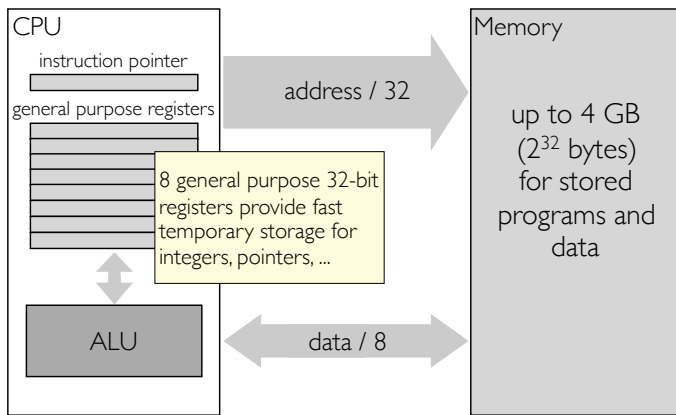 CPU
instruction pointer
general purpose registers
8 general purpose 32-bit
registers provide fast
temporary storage for
integers, pointers, ...
ALU
address / 32
data / 8
Memory
up to 4 GB
(2³² bytes)
for stored
programs and
data